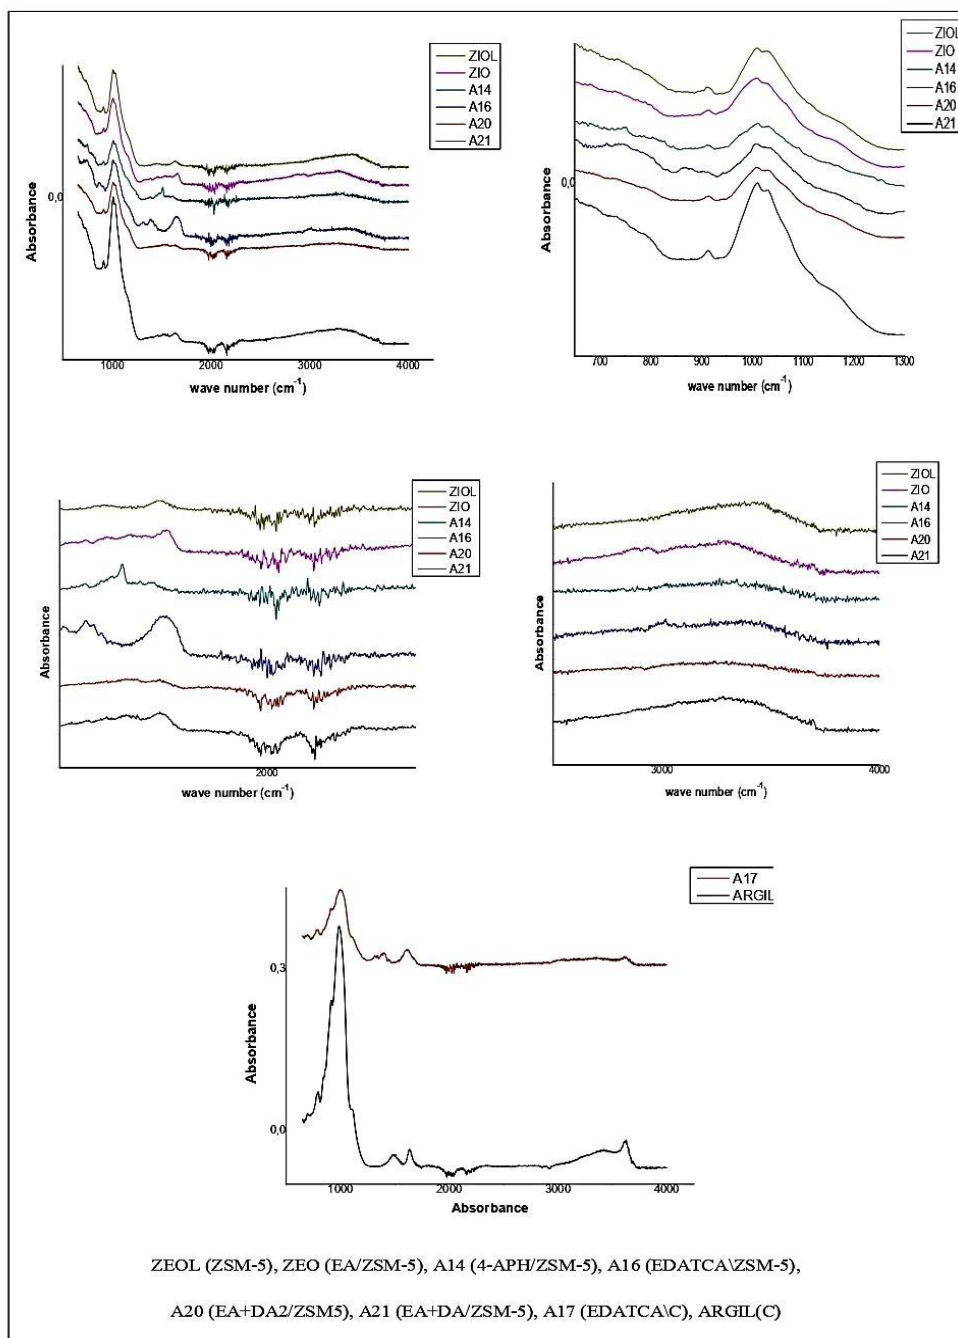 ZIOL
ZIO
A14
A16
A20
A21
0,0
Absorbance
1000
2000
3000
4000
wave number (cm-1)
ZIOL
ZIO
A14
A16
A20
A21
0,0
Absorbance
700
800
900
1000
1100
1200
1300
wave number (cm-1)
ZIOL
ZIO
A14
A16
A20
A21
Absorbance
2000
wave number (cm-1)
ZIOL
ZIO
A14
A16
A20
A21
Absorbance
3000
4000
wave number (cm-1)
A17
ARGIL
0,3
0,0
Absorbance
1000
2000
3000
4000
Absorbance
ZEOL (ZSM-5), ZEO (EA/ZSM-5), A14 (4-APH/ZSM-5), A16 (EDATCA\ZSM-5),
A20 (EA+DA2/ZSM5), A21 (EA+DA/ZSM-5), A17 (EDATCA\C), ARGIL(C)